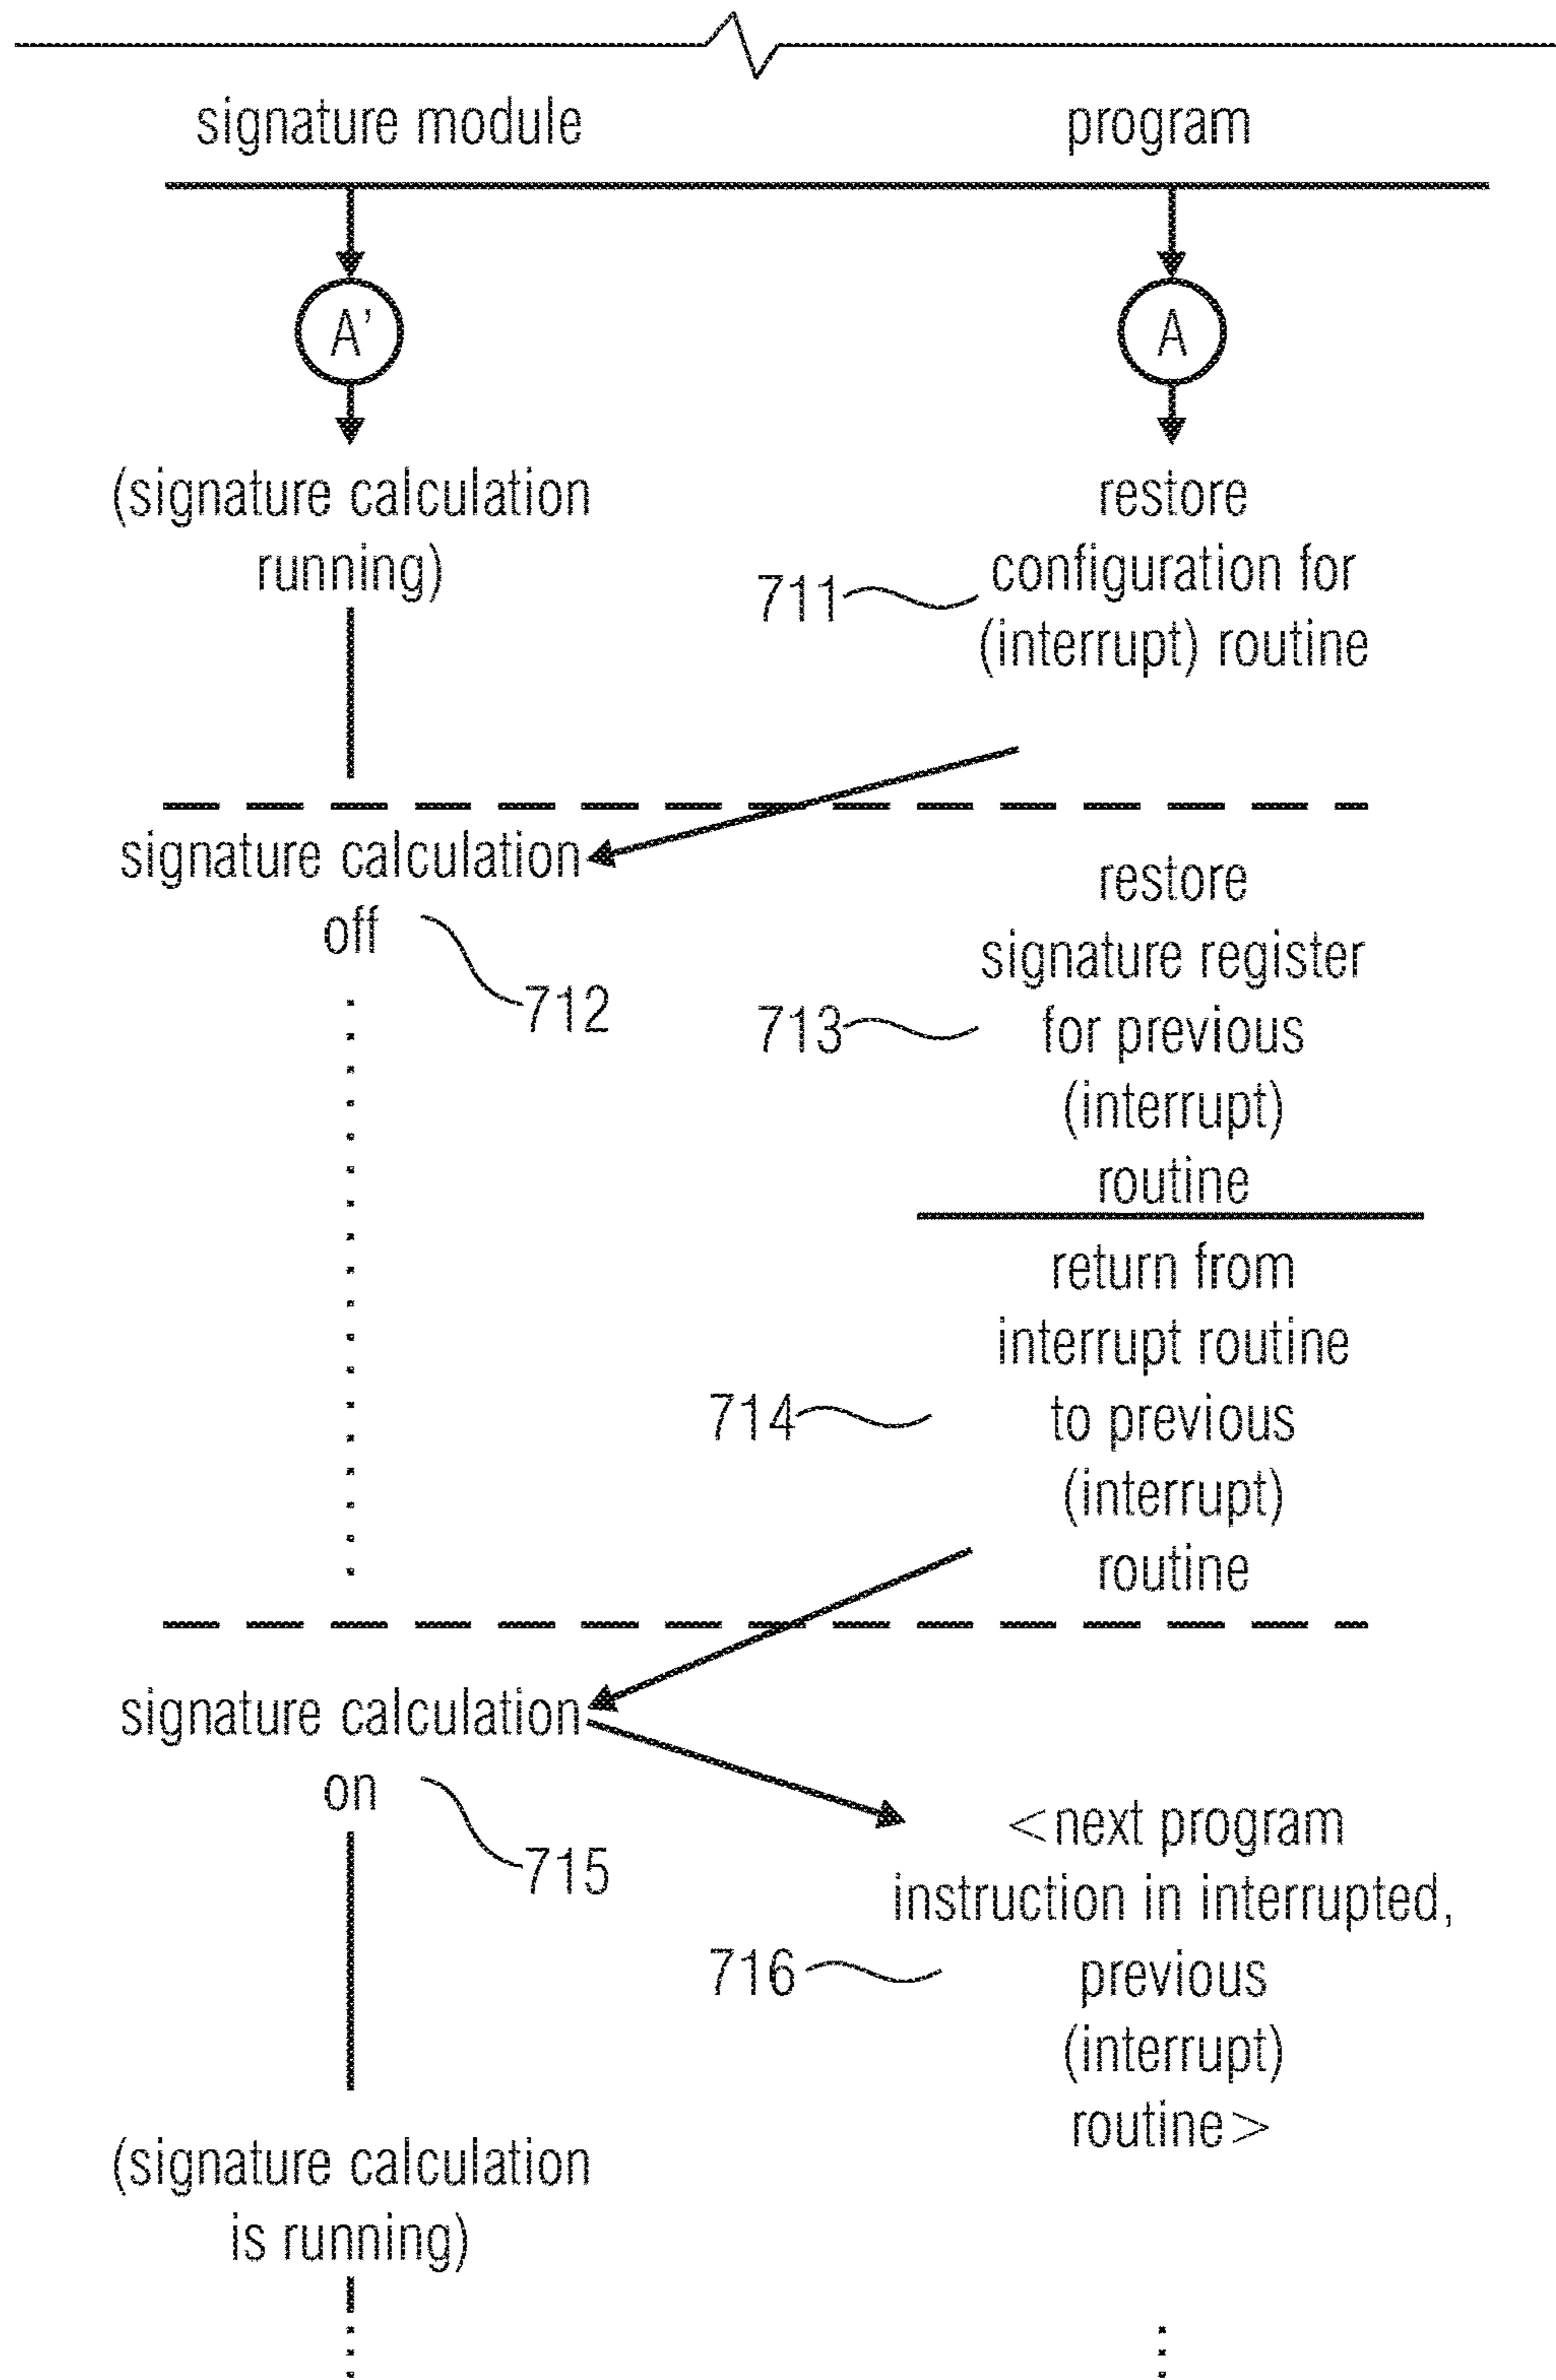 signature module
program
A'
A
(signature calculation
running)
restore
configuration for
(interrupt) routine
711
signature calculation
off
712
restore
signature register
for previous
(interrupt)
routine
713
return from
interrupt routine
to previous
(interrupt)
routine
714
signature calculation
on
715
<next program
instruction in interrupted,
previous
(interrupt)
routine>
716
(signature calculation
is running)